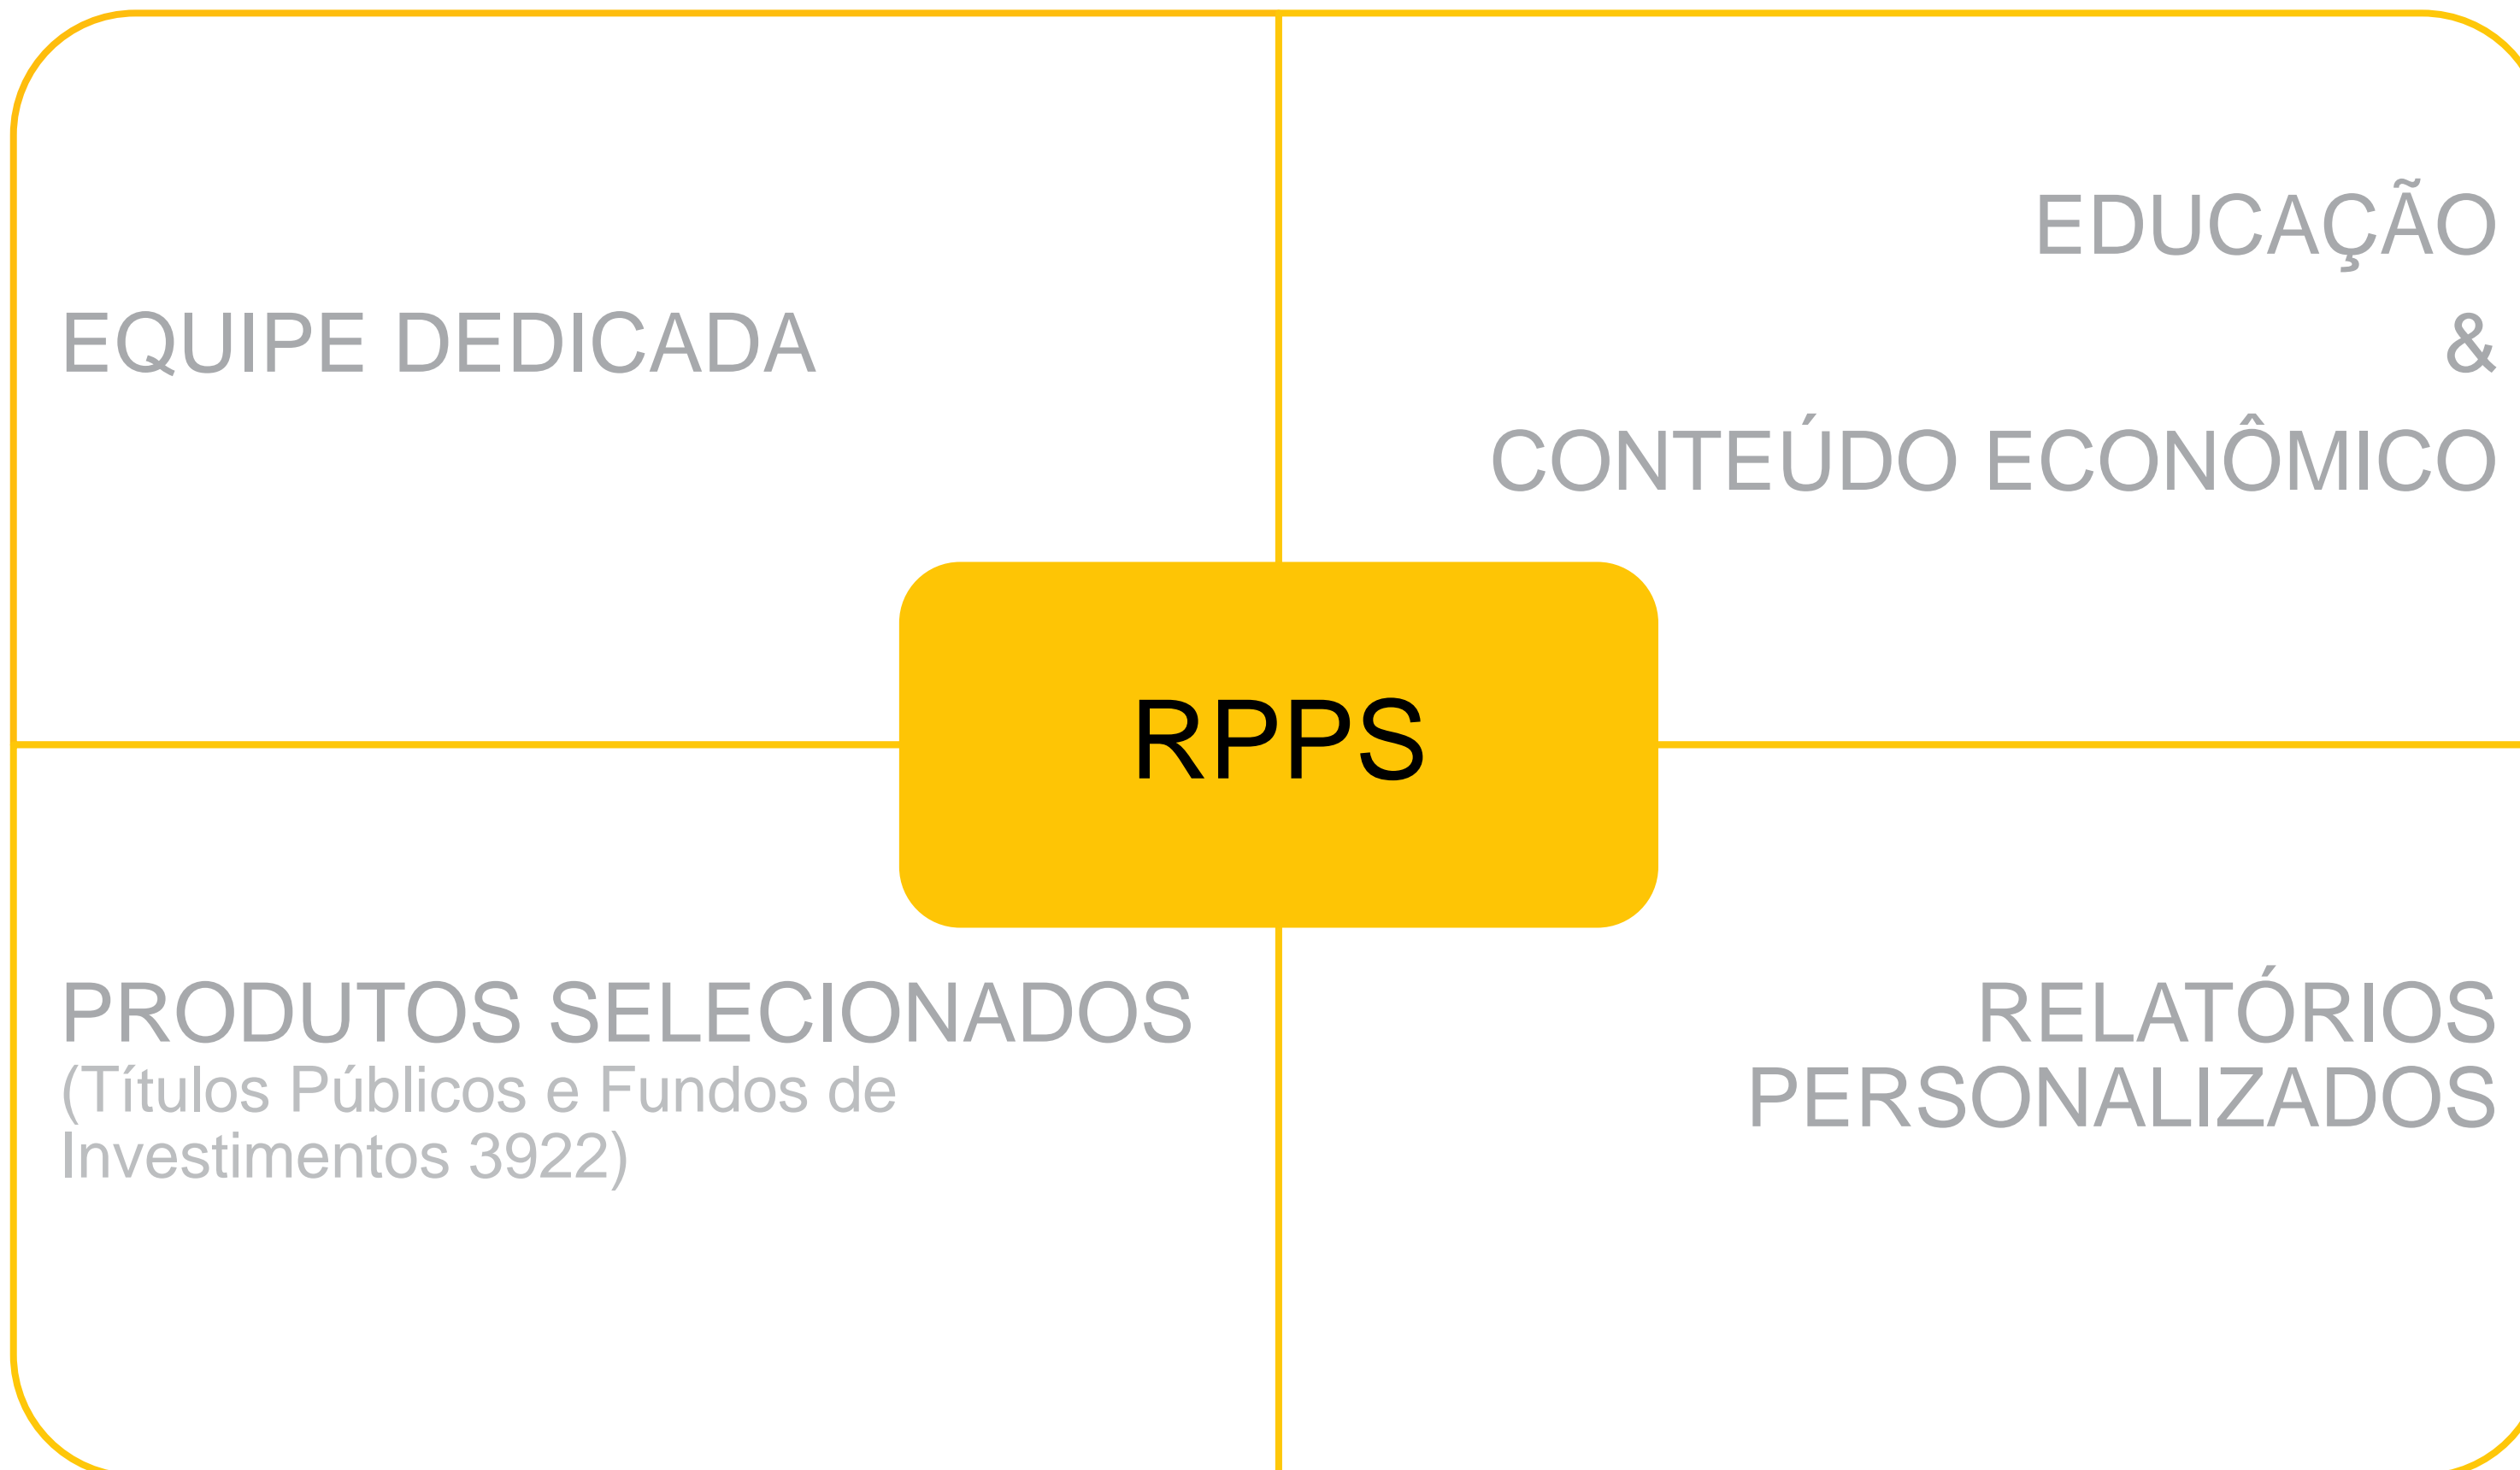 EQUIPE DEDICADA
EDUCAÇÃO
&
CONTEÚDO ECONÔMICO
RPPS
PRODUTOS SELECIONADOS
(Títulos Públicos e Fundos de
Investimentos 3922)
RELATÓRIOS
PERSONALIZADOS